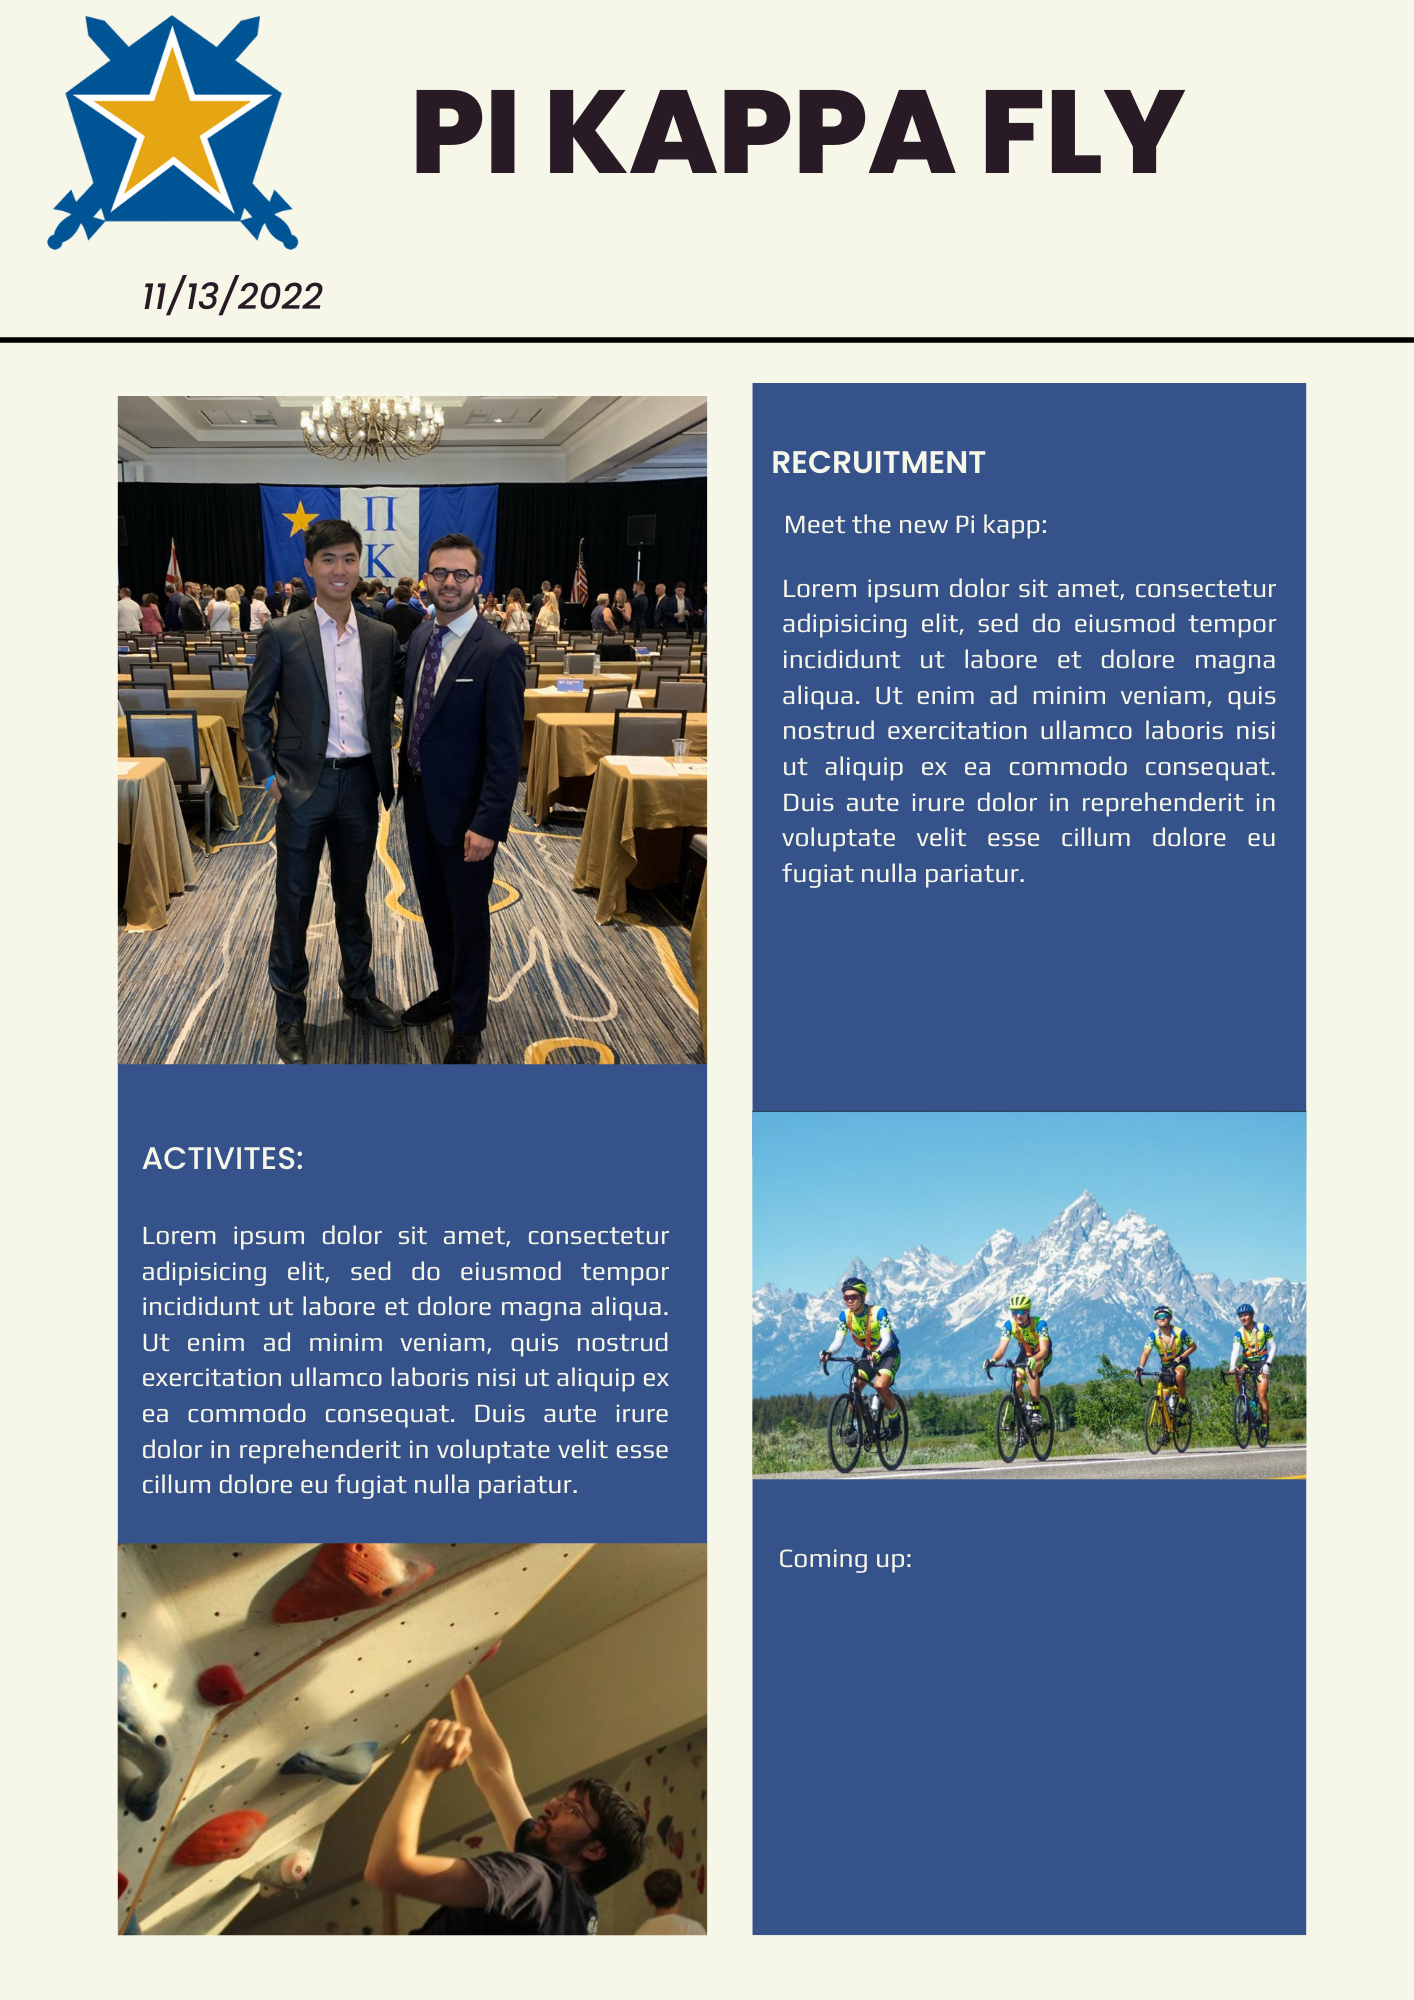 PI KAPPA FLY
11/13/2022
Π
K
ACTIVITES:
Lorem ipsum dolor sit amet, consectetur
adipisicing elit, sed do eiusmod tempor
incididunt ut labore et dolore magna aliqua.
Ut enim ad minim veniam, quis nostrud
exercitation ullamco laboris nisi ut aliquip ex
ea commodo consequat. Duis aute irure
dolor in reprehenderit in voluptate velit esse
cillum dolore eu fugiat nulla pariatur.
RECRUITMENT
Meet the new Pi kapp:
Lorem ipsum dolor sit amet, consectetur
adipisicing elit, sed do eiusmod tempor
incididunt ut labore et dolore magna
aliqua. Ut enim ad minim veniam, quis
nostrud exercitation ullamco laboris nisi
ut aliquip ex ea commodo consequat.
Duis aute irure dolor in reprehenderit in
voluptate velit esse cillum dolore eu
fugiat nulla pariatur.
Coming up: